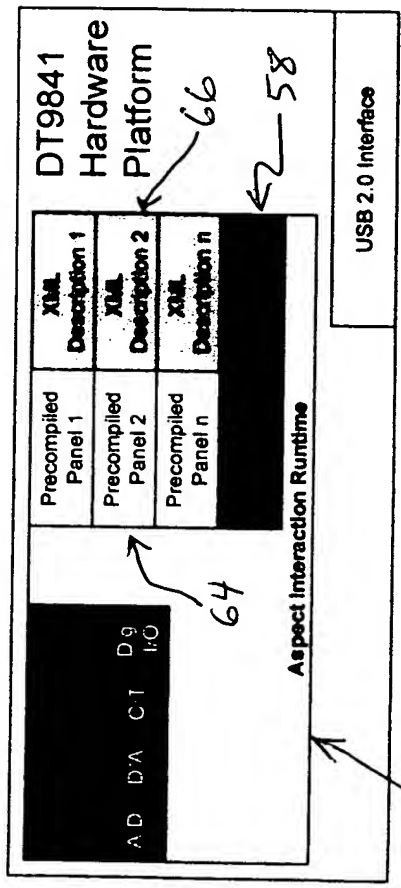 DT9841
Hardware
Platform
A/D D/A C/T Dg
I/O
Precompiled
Panel 1
XML
Description 1
Precompiled
Panel 2
XML
Description 2
Precompiled
Panel n
XML
Description n
66
58
64
Aspect Interaction Runtime
USB 2.0 Interface